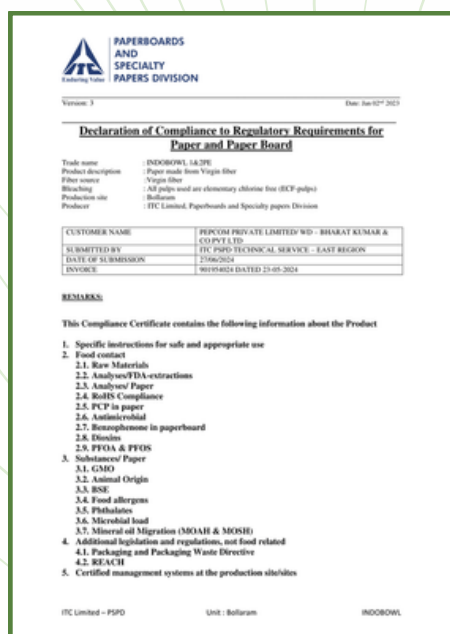 PAPERBOARDS
AND
SPECIALTY
PAPERS DIVISION
ITC
Enduring Value
Version: 3 Date: Jun 02nd 2023
Declaration of Compliance to Regulatory Requirements for
Paper and Paper Board
Trade name : INDOBOWL 1&2PE
Product description : Paper made from Virgin fiber
Fiber source : Virgin fiber
Bleaching : All pulps used are elementary chlorine free (ECF-pulps)
Production site : Bollaram
Producer : ITC Limited, Paperboards and Specialty papers Division
CUSTOMER NAME PEPCOM PRIVATE LIMITED/ WD – BHARAT KUMAR &
CO PVT LTD
SUBMITTED BY ITC PSPD TECHNICAL SERVICE – EAST REGION
DATE OF SUBMISSION 27/06/2024
INVOICE 901954024 DATED 23-05-2024
REMARKS:
This Compliance Certificate contains the following information about the Product
1. Specific instructions for safe and appropriate use
2. Food contact
2.1. Raw Materials
2.2. Analyses/FDA-extractions
2.3. Analyses/ Paper
2.4. RoHS Compliance
2.5. PCP in paper
2.6. Antimicrobial
2.7. Benzophenone in paperboard
2.8. Dioxins
2.9. PFOA & PFOS
3. Substances/ Paper
3.1. GMO
3.2. Animal Origin
3.3. BSE
3.4. Food allergens
3.5. Phthalates
3.6. Microbial load
3.7. Mineral oil Migration (MOAH & MOSH)
4. Additional legislation and regulations, not food related
4.1. Packaging and Packaging Waste Directive
4.2. REACH
5. Certified management systems at the production site/sites
ITC Limited – PSPD Unit : Bollaram INDOBOWL